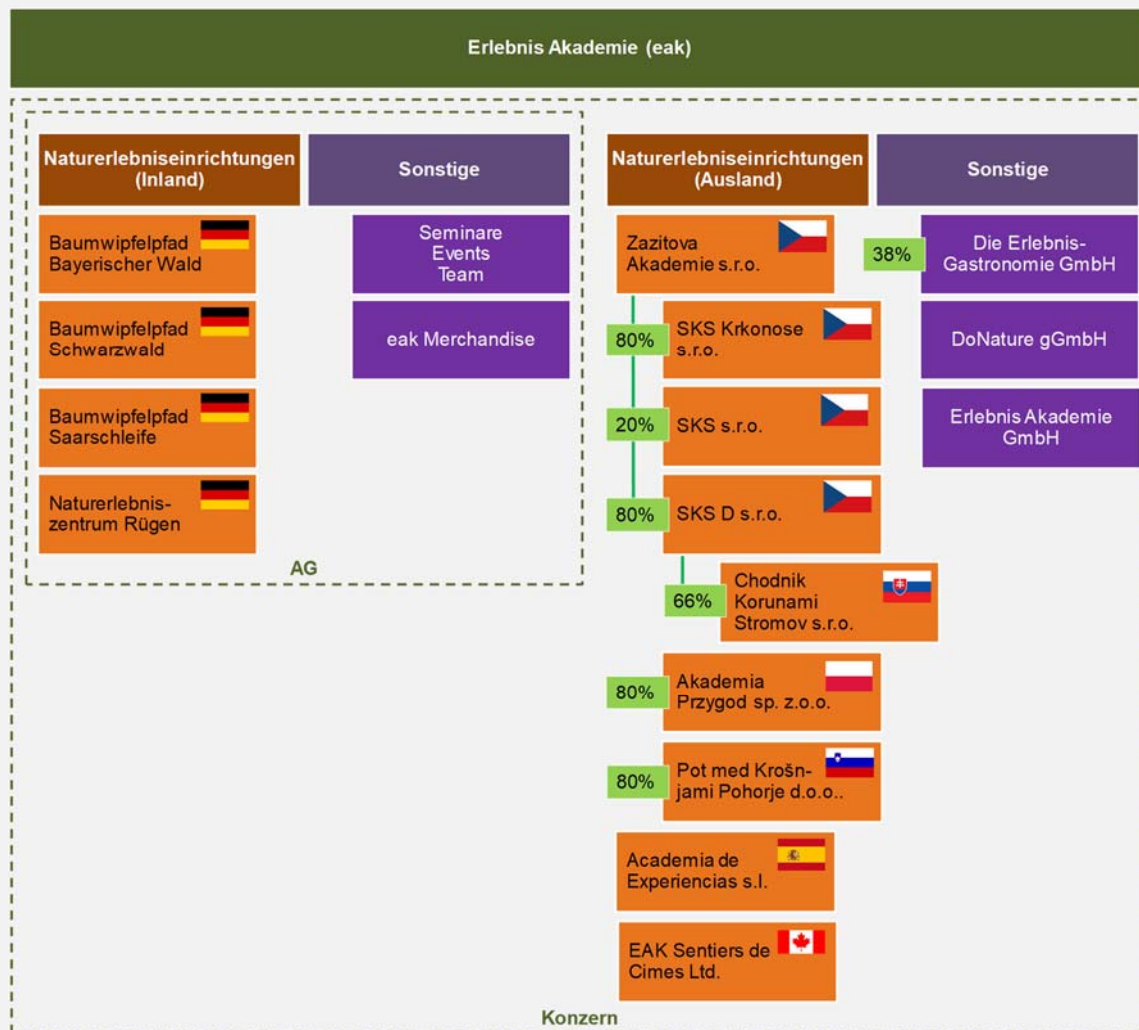 Erlebnis Akademie (eak)
Naturerlebniseinrichtungen
(Inland)
Sonstige
Baumwipfelpfad
Bayerischer Wald
Seminare
Events
Team
Baumwipfelpfad
Schwarzwald
eak Merchandise
Baumwipfelpfad
Saarschleife
Naturerlebnis-
zentrum Rügen
AG
Naturerlebniseinrichtungen
(Ausland)
Sonstige
Zazitova
Akademie s.r.o.
38%
Die Erlebnis-
Gastronomie GmbH
80%
SKS Krkonose
s.r.o.
DoNature gGmbH
20%
SKS s.r.o.
Erlebnis Akademie
GmbH
80%
SKS D s.r.o.
66%
Chodnik
Korunami
Stromov s.r.o.
80%
Akademia
Przygod sp. z.o.o.
80%
Pot med Krošn-
jami Pohorje d.o.o..
Academia de
Experiencias s.l.
EAK Sentiers de
Cimes Ltd.
Konzern